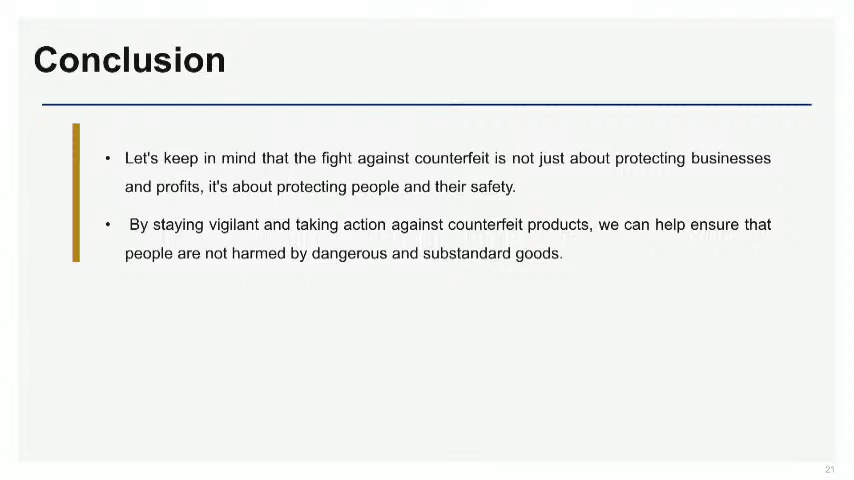 Conclusion
• Let's keep in mind that the fight against counterfeit is not just about protecting businesses
and profits, it's about protecting people and their safety.
• By staying vigilant and taking action against counterfeit products, we can help ensure that
people are not harmed by dangerous and substandard goods.
21